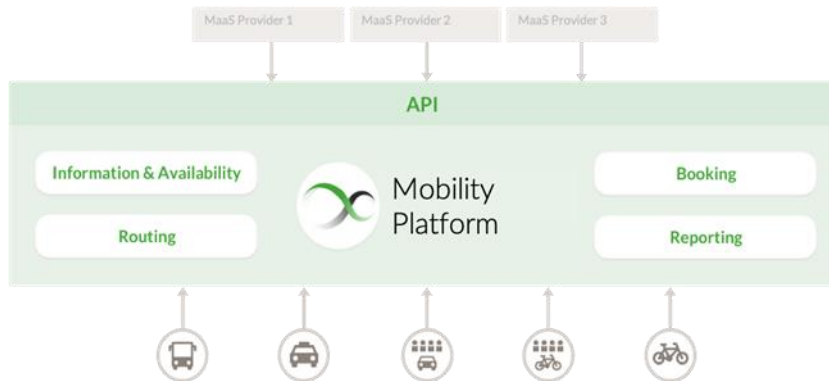 MaaS Provider 1
MaaS Provider 2
MaaS Provider 3
API
Information & Availability
Routing
Mobility
Platform
Booking
Reporting